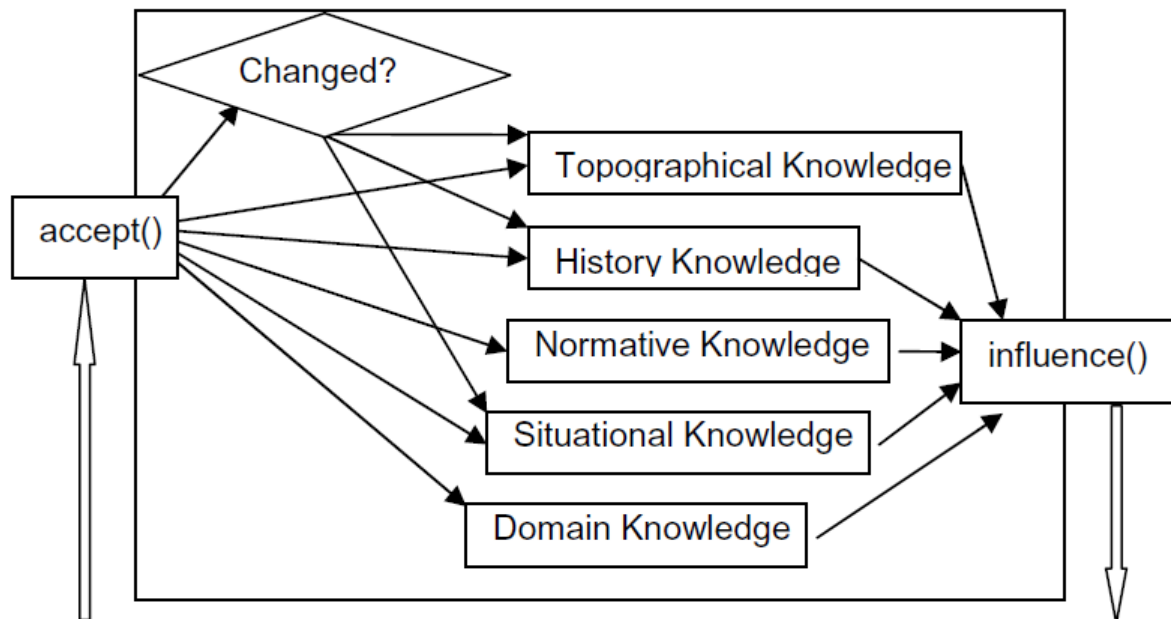 Changed?
Topographical Knowledge
accept()
History Knowledge
Normative Knowledge
influence()
Situational Knowledge
Domain Knowledge